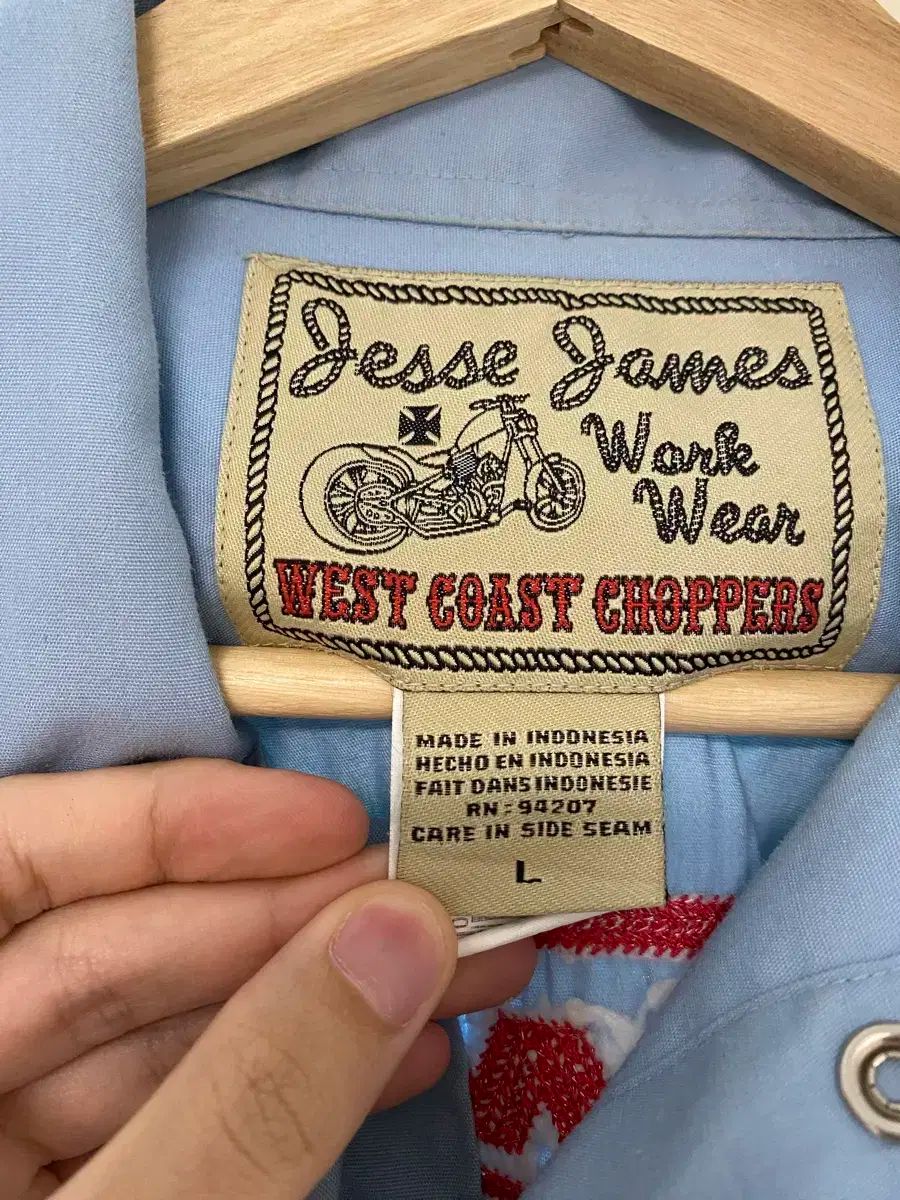 Jesse James
Work
Wear
WEST COAST CHOPPERS
MADE IN INDONESIA
HECHO EN INDONESIA
FAIT DANS INDONESIE
RN: 94207
CARE IN SIDE SEAM
L